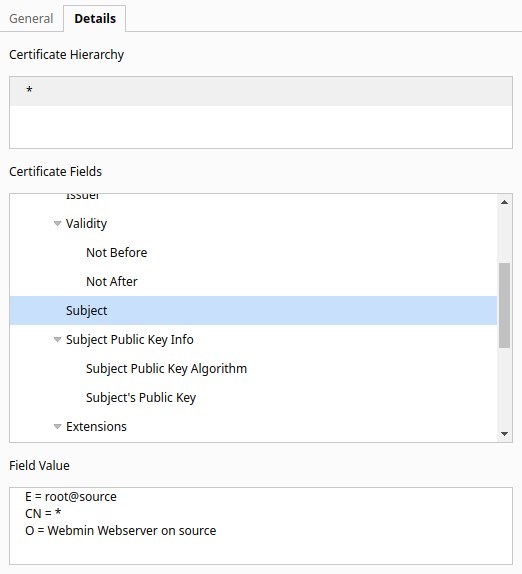 General Details
Certificate Hierarchy
*
Certificate Fields
Issuer
Validity
Not Before
Not After
Subject
Subject Public Key Info
Subject Public Key Algorithm
Subject's Public Key
Extensions
Field Value
E = root@source
CN = *
O = Webmin Webserver on source